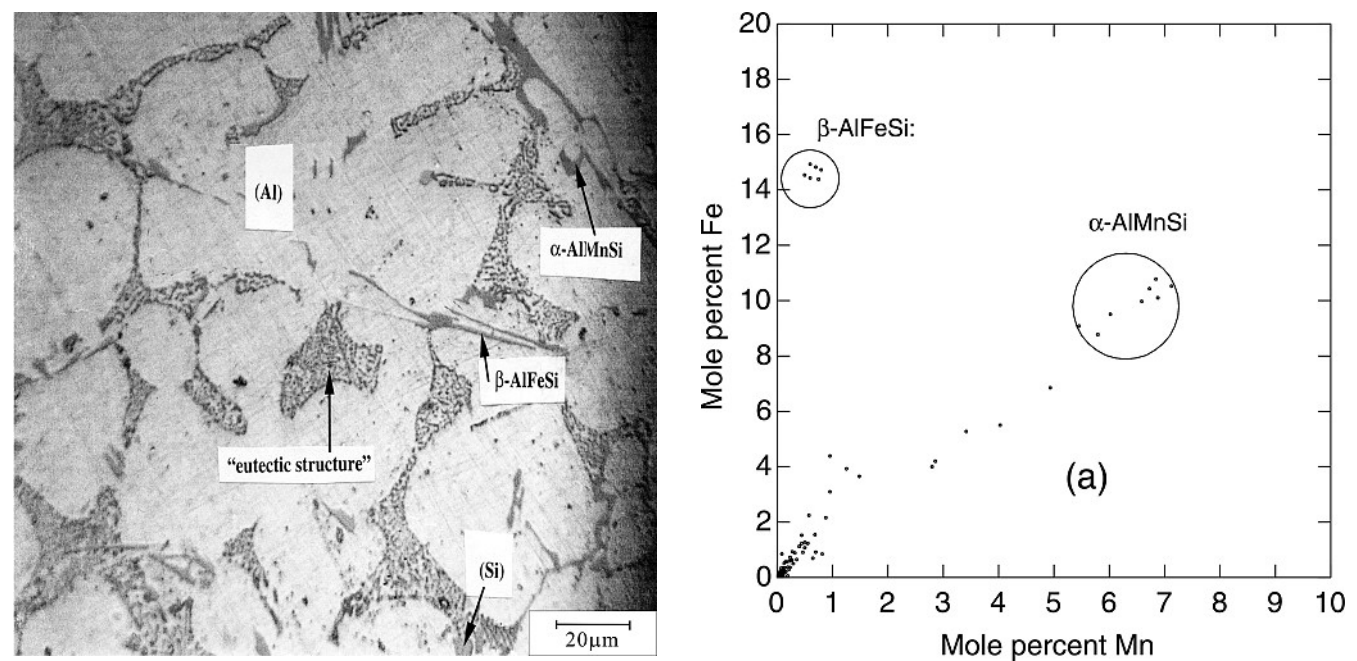 (Al)
α-AlMnSi
β-AlFeSi
“eutectic structure”
(Si)
20µm
Mole percent Fe
20
18
16
14
12
10
8
6
4
2
0
β-AlFeSi:
α-AlMnSi
(a)
0 1 2 3 4 5 6 7 8 9 10
Mole percent Mn